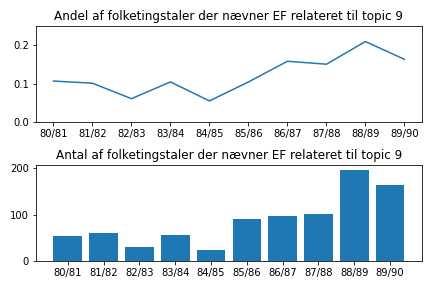 Andel af folketingstaler der nævner EF relateret til topic 9
0.2
0.1
0.0
80/81 81/82 82/83 83/84 84/85 85/86 86/87 87/88 88/89 89/90
Antal af folketingstaler der nævner EF relateret til topic 9
200
100
0
80/81 81/82 82/83 83/84 84/85 85/86 86/87 87/88 88/89 89/90